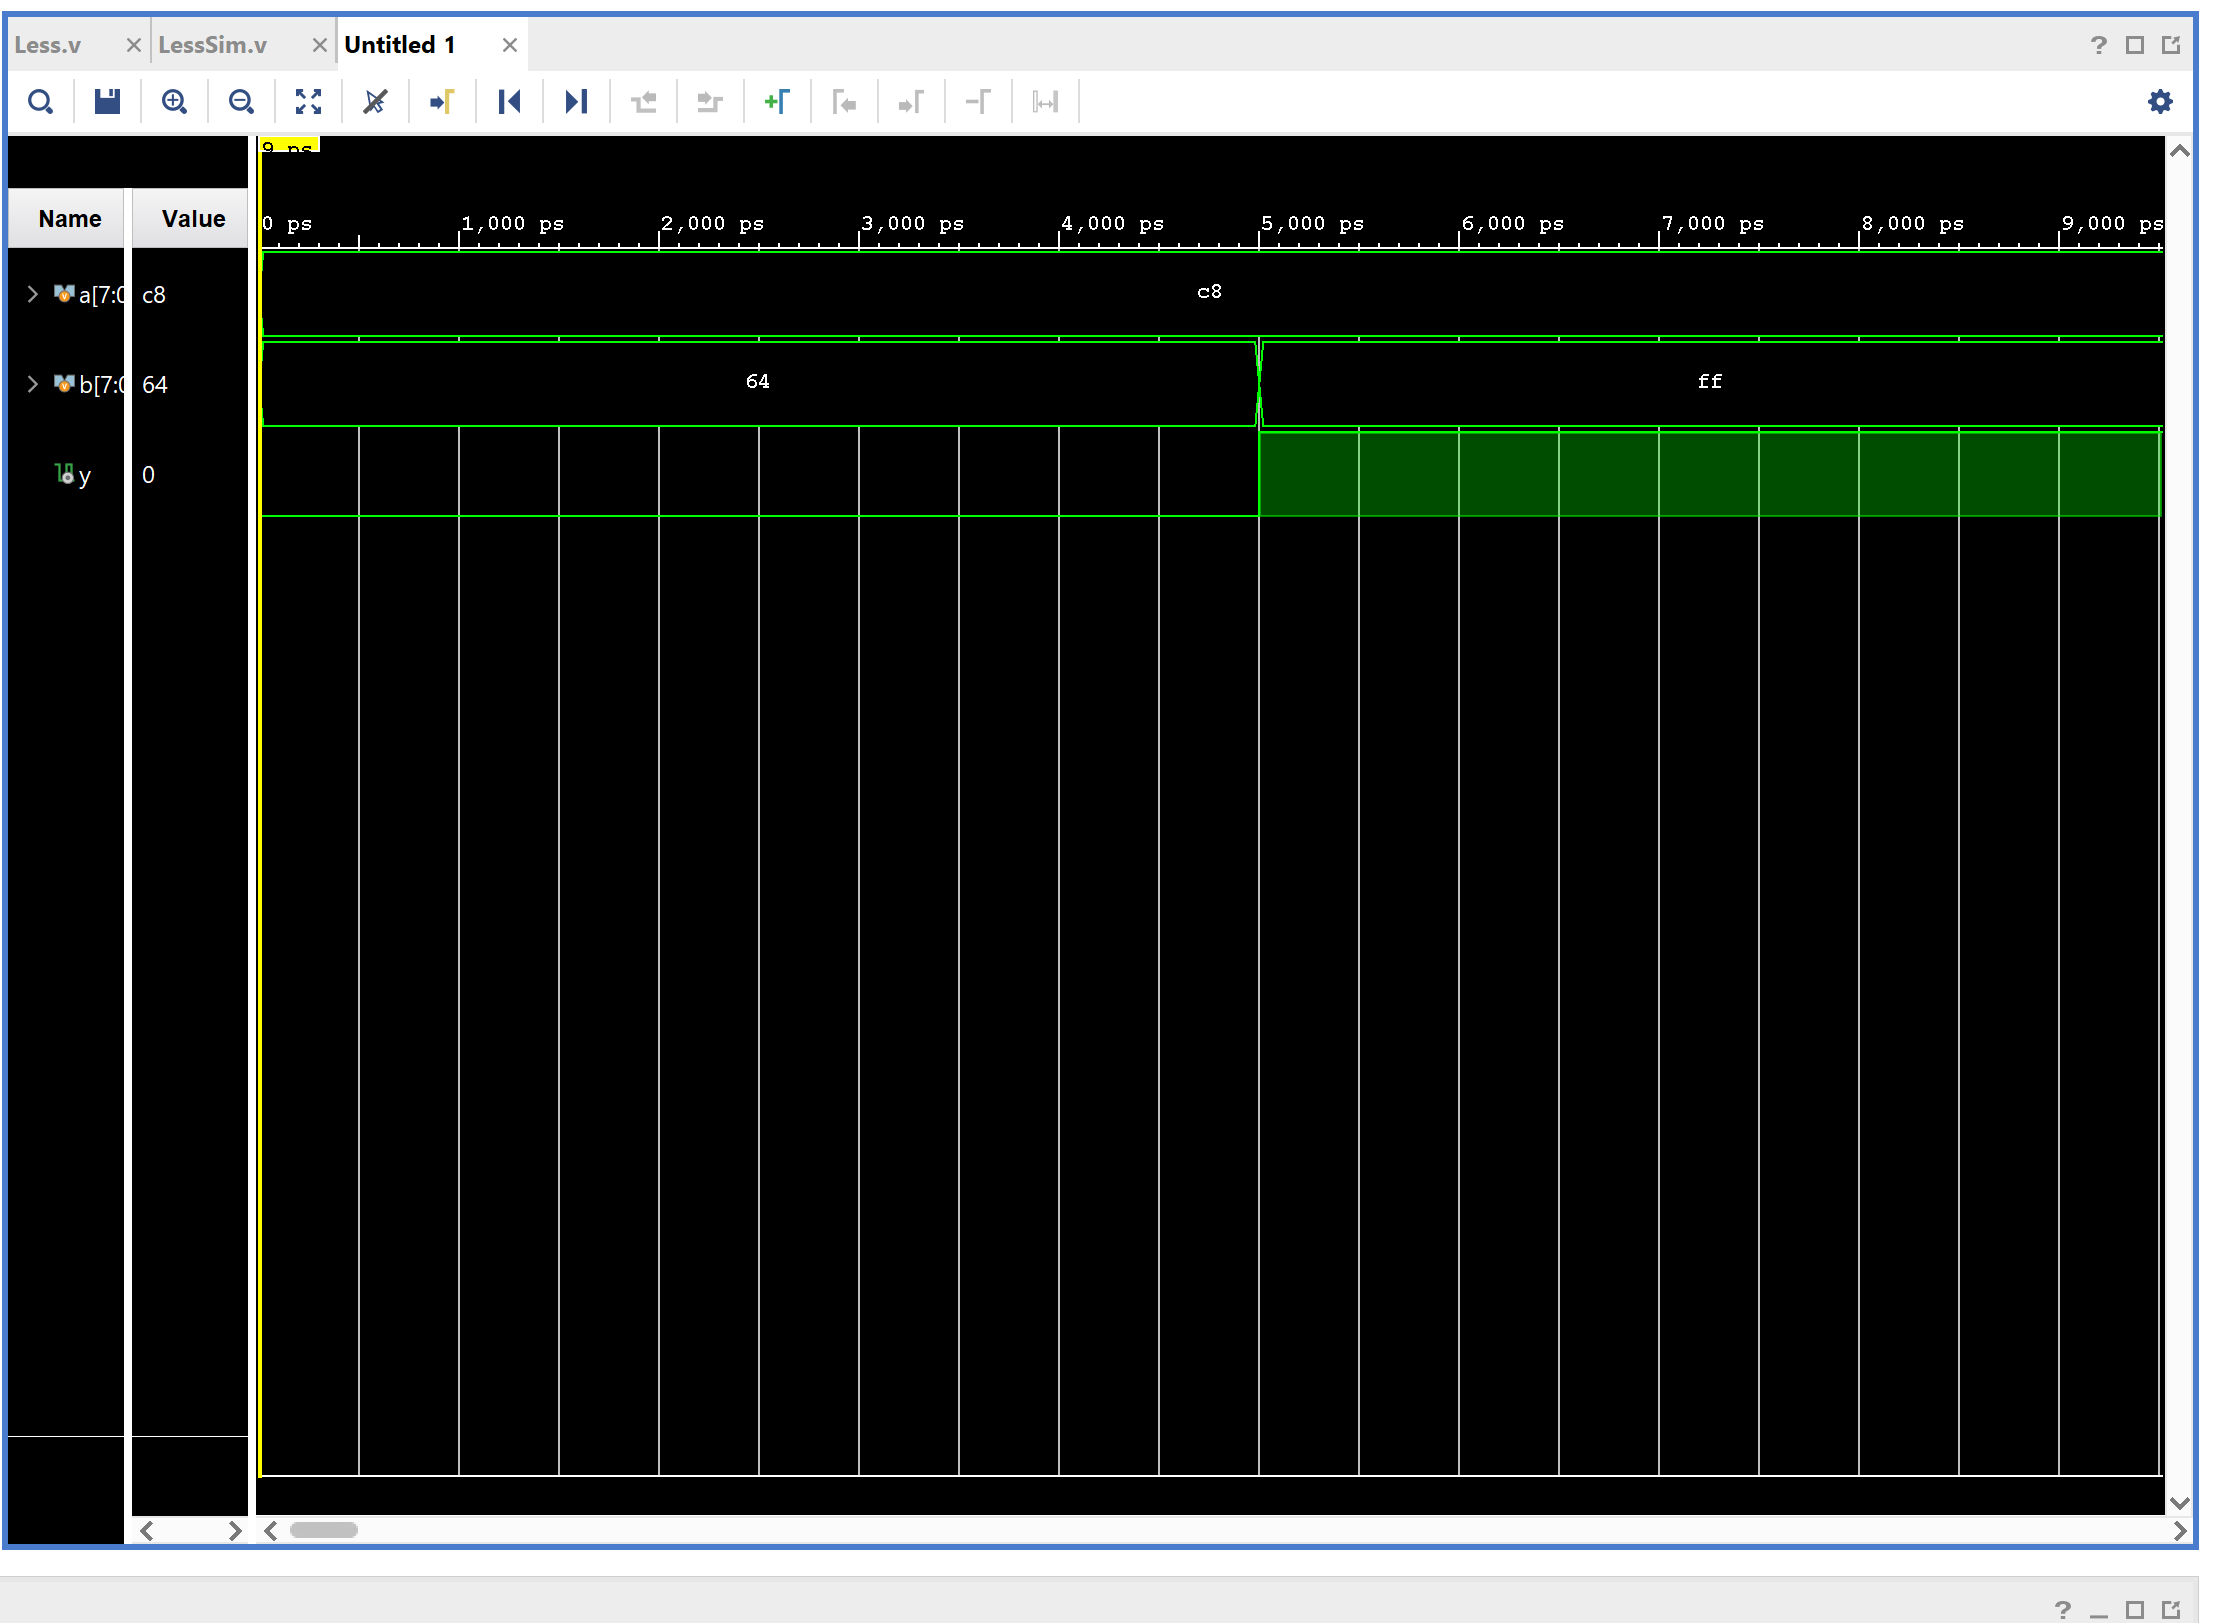 Less.v LessSim.v Untitled 1
9 ps
Name Value
0 ps 1,000 ps 2,000 ps 3,000 ps 4,000 ps 5,000 ps 6,000 ps 7,000 ps 8,000 ps 9,000 ps
a[7:0 c8 c8
b[7:0 64 64 ff
y 0